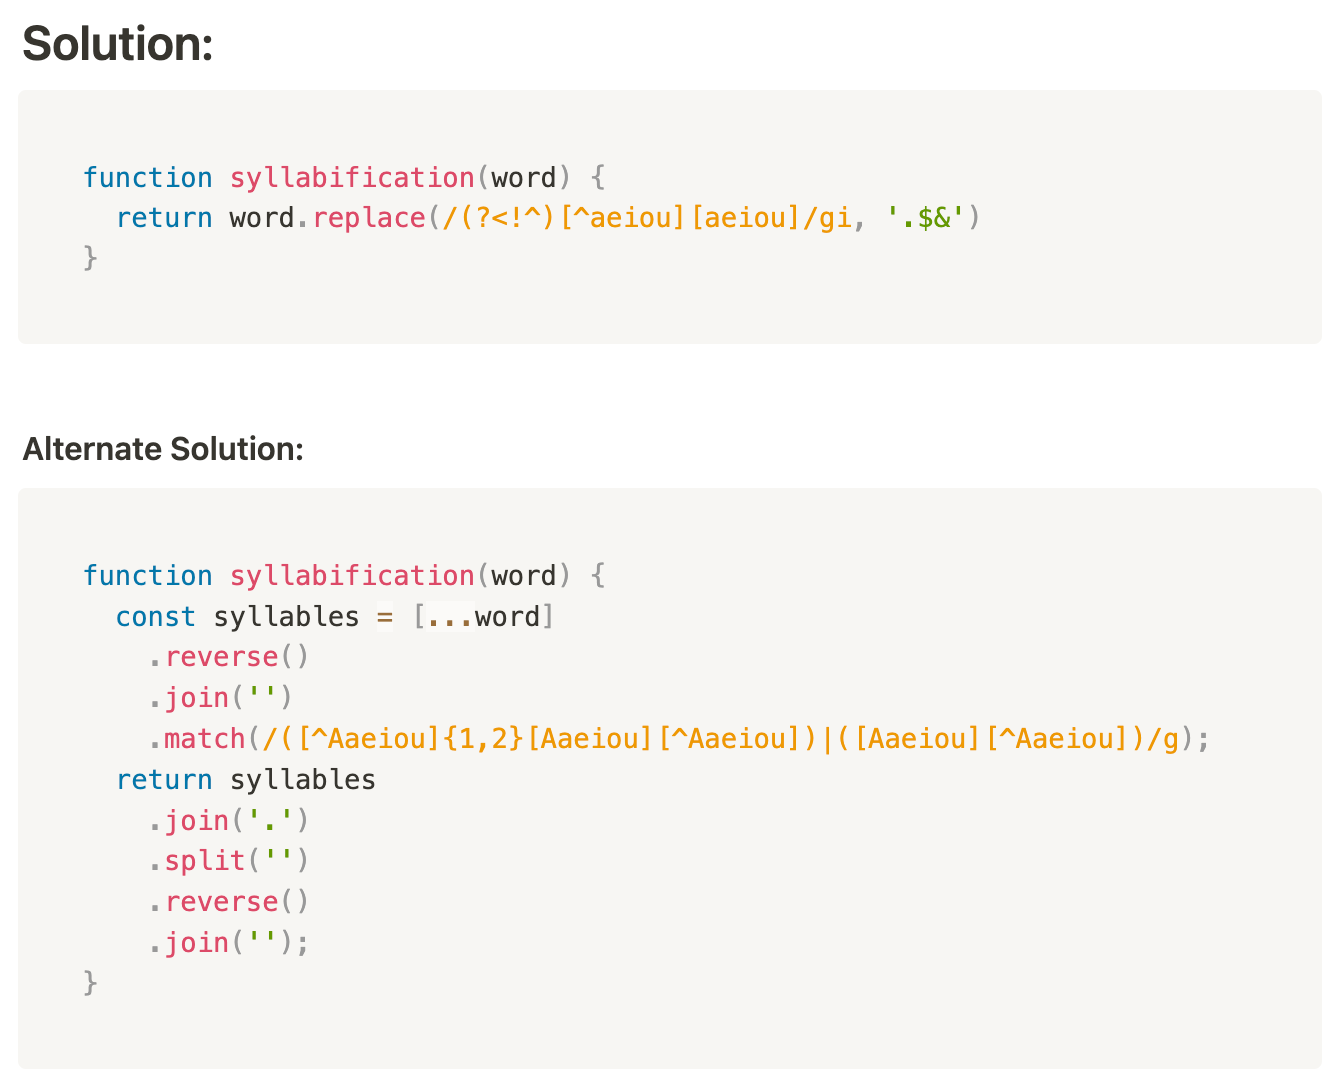 Solution:
function syllabification(word) {
  return word.replace(/(?<!^)[^aeiou][aeiou]/gi, '.$&')
}
Alternate Solution:
function syllabification(word) {
  const syllables = [...word]
    .reverse()
    .join('')
    .match(/([^Aaeiou]{1,2}[Aaeiou][^Aaeiou])|([Aaeiou][^Aaeiou])/g);
  return syllables
    .join('.')
    .split('')
    .reverse()
    .join('');
}